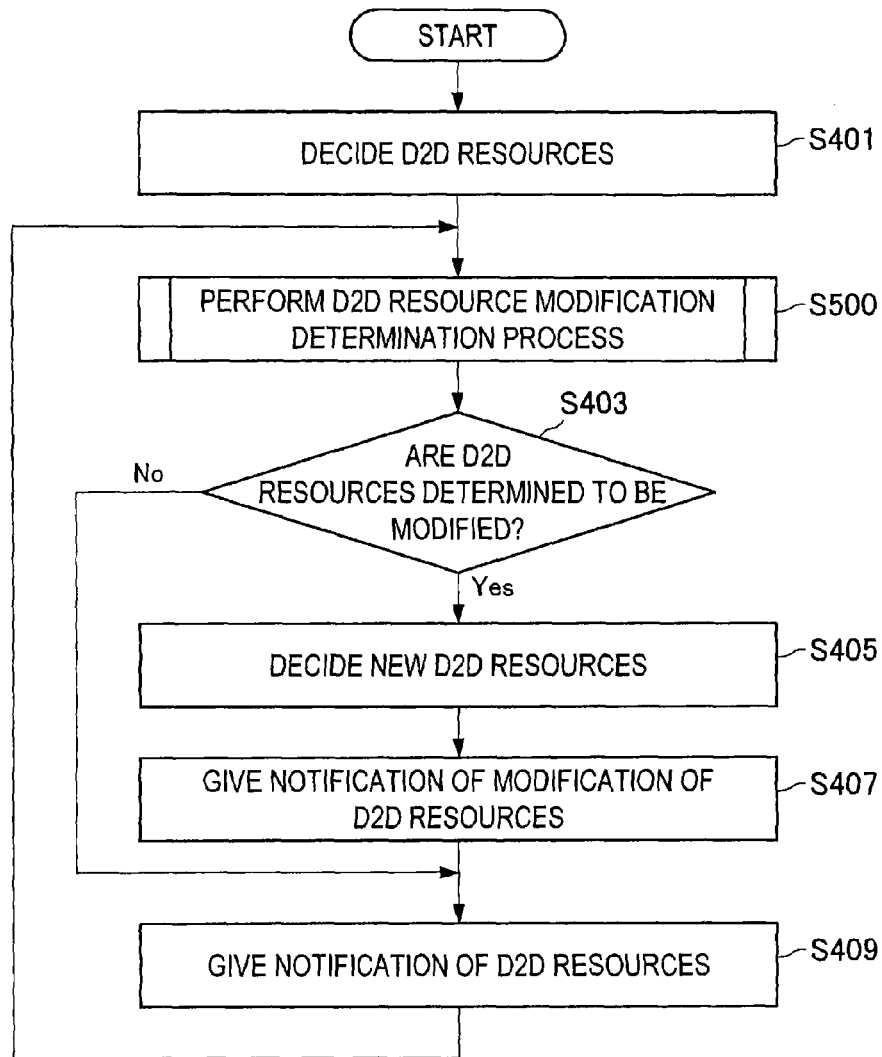 START
DECIDE D2D RESOURCES
S401
PERFORM D2D RESOURCE MODIFICATION
DETERMINATION PROCESS
S500
S403
ARE D2D
RESOURCES DETERMINED TO BE
MODIFIED?
No
Yes
DECIDE NEW D2D RESOURCES
S405
GIVE NOTIFICATION OF MODIFICATION OF
D2D RESOURCES
S407
GIVE NOTIFICATION OF D2D RESOURCES
S409